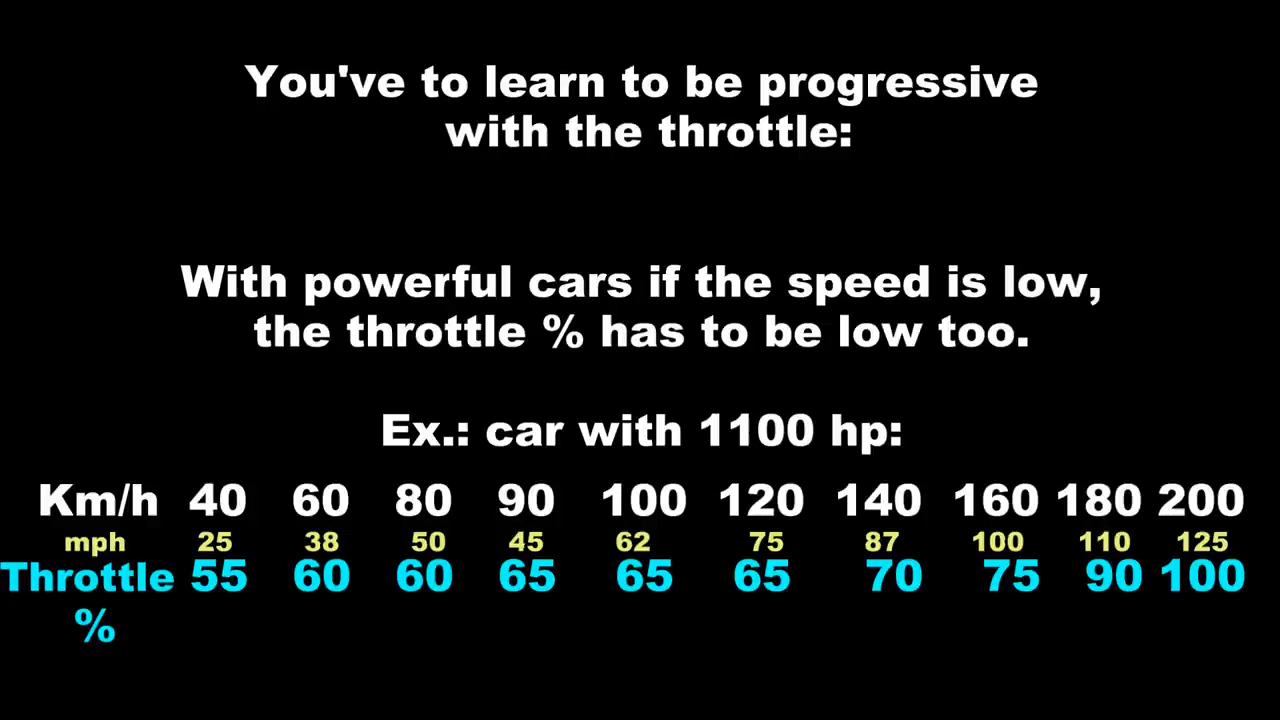 You've to learn to be progressive
with the throttle:
With powerful cars if the speed is low,
the throttle % has to be low too.
Ex.: car with 1100 hp:
Km/h 40 60 80 90 100 120 140 160 180 200
mph 25 38 50 45 62 75 87 100 110 125
Throttle 55 60 60 65 65 65 70 75 90 100
%